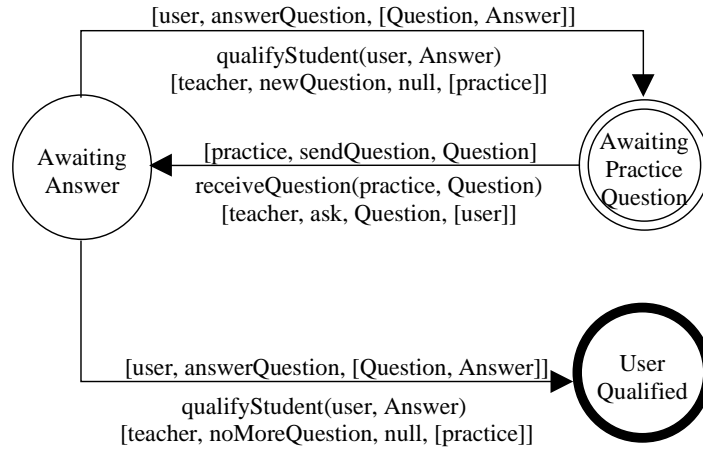 [user, answerQuestion, [Question, Answer]]
qualifyStudent(user, Answer)
[teacher, newQuestion, null, [practice]]
Awaiting
Answer
[practice, sendQuestion, Question]
receiveQuestion(practice, Question)
[teacher, ask, Question, [user]]
Awaiting
Practice
Question
[user, answerQuestion, [Question, Answer]]
qualifyStudent(user, Answer)
[teacher, noMoreQuestion, null, [practice]]
User
Qualified